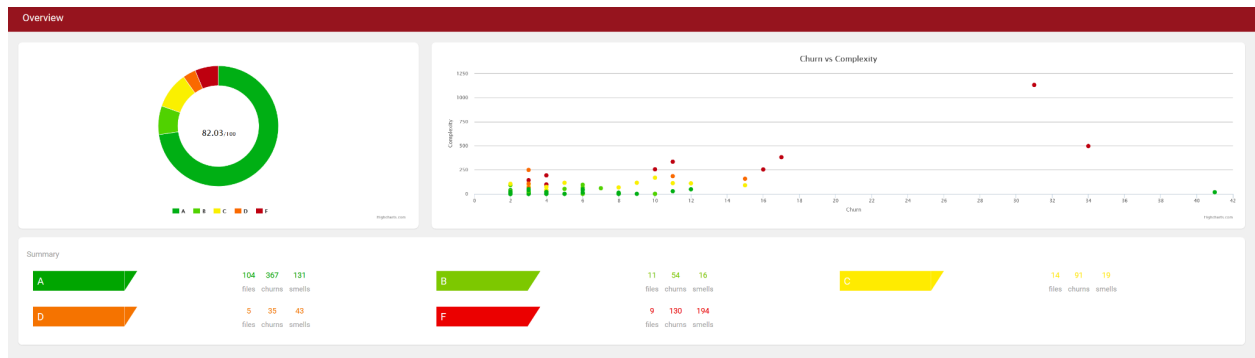 Overview
82.03/100
A B C D F
Highcharts.com
Churn vs Complexity
Complexity
1250
1000
750
500
250
0
0 2 4 6 8 10 12 14 16 18 20 22 24 26 28 30 32 34 36 38 40 42
Churn
Highcharts.com
Summary
A
104 367 131
files churns smells
B
11 54 16
files churns smells
C
14 91 19
files churns smells
D
5 35 43
files churns smells
F
9 130 194
files churns smells